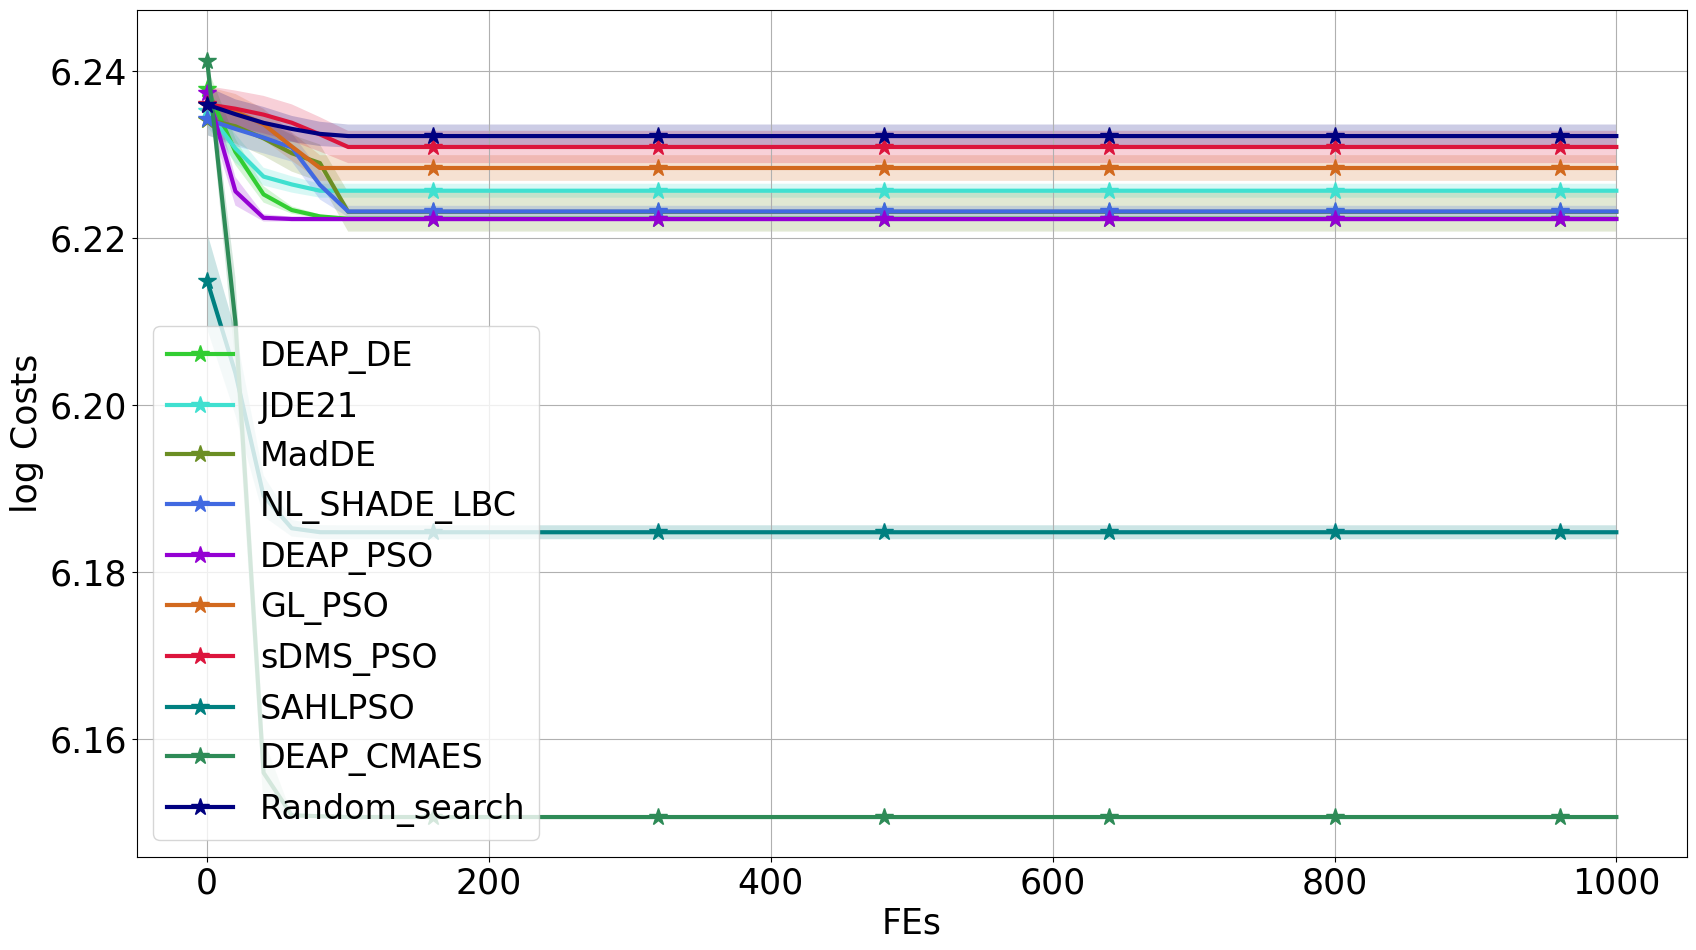 6.24
6.22
6.20
6.18
6.16
log Costs
DEAP_DE
JDE21
MadDE
NL_SHADE_LBC
DEAP_PSO
GL_PSO
sDMS_PSO
SAHLPSO
DEAP_CMAES
Random_search
0 200 400 600 800 1000
FEs